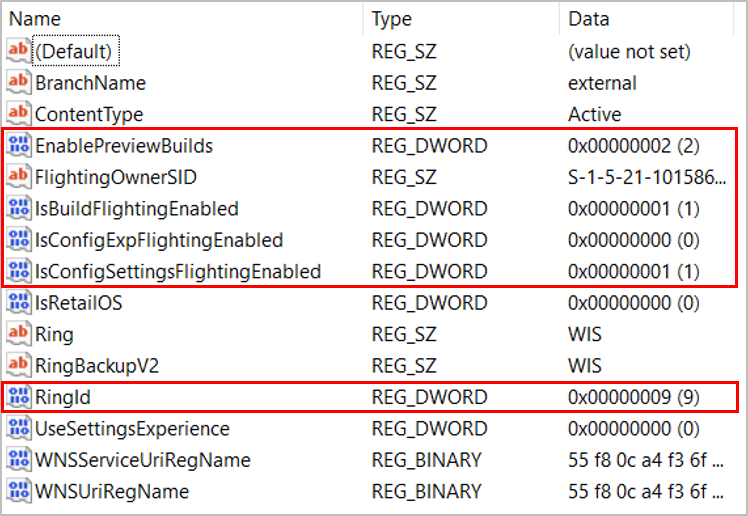 Name Type Data
(Default) REG_SZ (value not set)
BranchName REG_SZ external
ContentType REG_SZ Active
EnablePreviewBuilds REG_DWORD 0x00000002 (2)
FlightingOwnerSID REG_SZ S-1-5-21-101586...
IsBuildFlightingEnabled REG_DWORD 0x00000001 (1)
IsConfigExpFlightingEnabled REG_DWORD 0x00000000 (0)
IsConfigSettingsFlightingEnabled REG_DWORD 0x00000001 (1)
IsRetailOS REG_DWORD 0x00000000 (0)
Ring REG_SZ WIS
RingBackupV2 REG_SZ WIS
RingId REG_DWORD 0x00000009 (9)
UseSettingsExperience REG_DWORD 0x00000000 (0)
WNSServiceUriRegName REG_BINARY 55 f8 0c a4 f3 6f ...
WNSUriRegName REG_BINARY 55 f8 0c a4 f3 6f ...